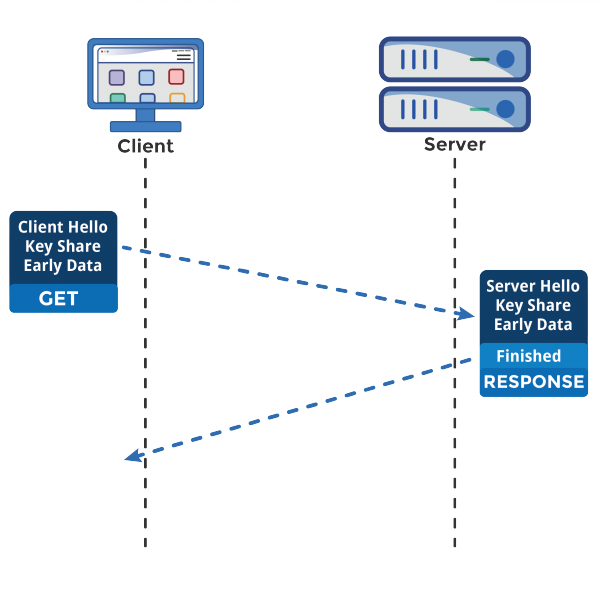 Client
Server
Client Hello
Key Share
Early Data
GET
Server Hello
Key Share
Early Data
Finished
RESPONSE